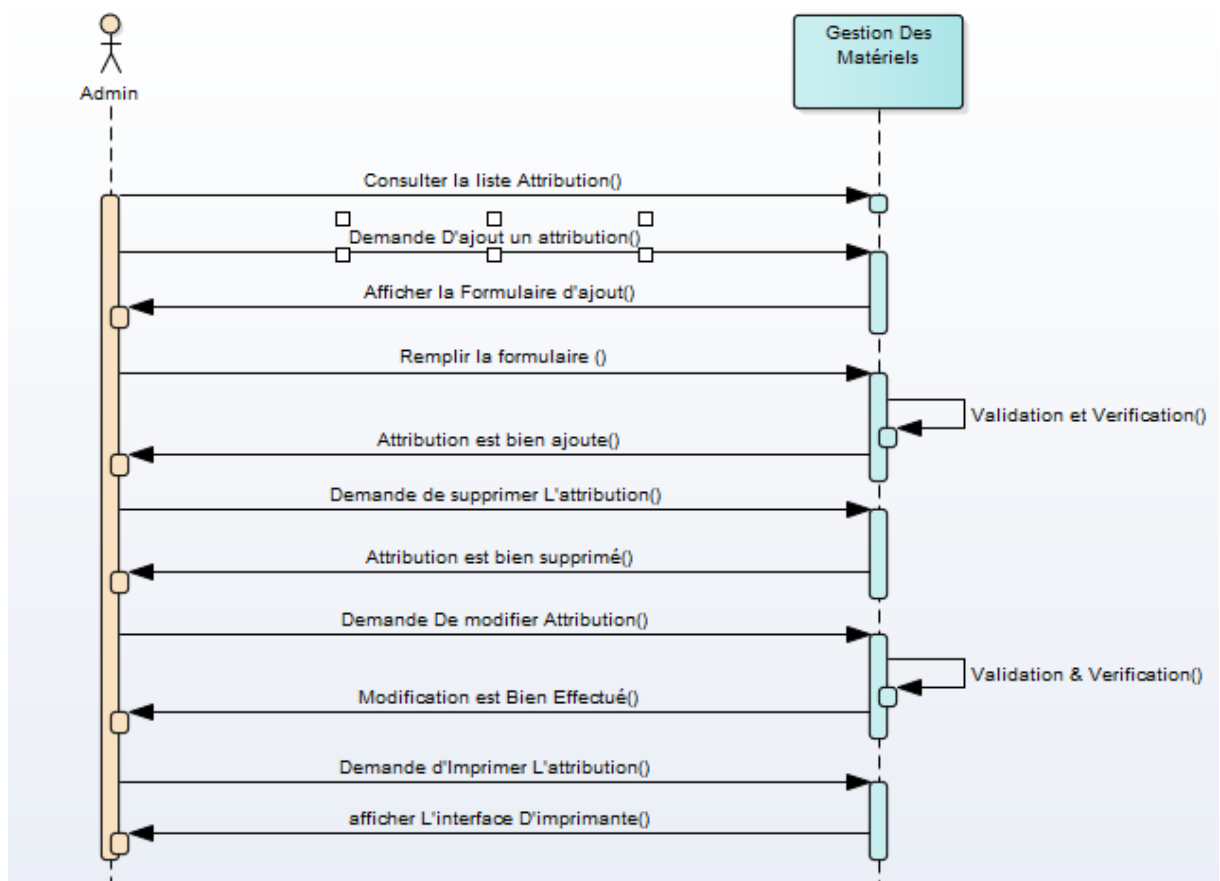 Gestion Des
Matériels
Admin
Consulter la liste Attribution()
Demande D'ajout un attribution()
Afficher la Formulaire d'ajout()
Remplir la formulaire ()
Validation et Verification()
Attribution est bien ajoute()
Demande de supprimer L'attribution()
Attribution est bien supprimé()
Demande De modifier Attribution()
Validation & Verification()
Modification est Bien Effectué()
Demande d'Imprimer L'attribution()
afficher L'interface D'imprimante()